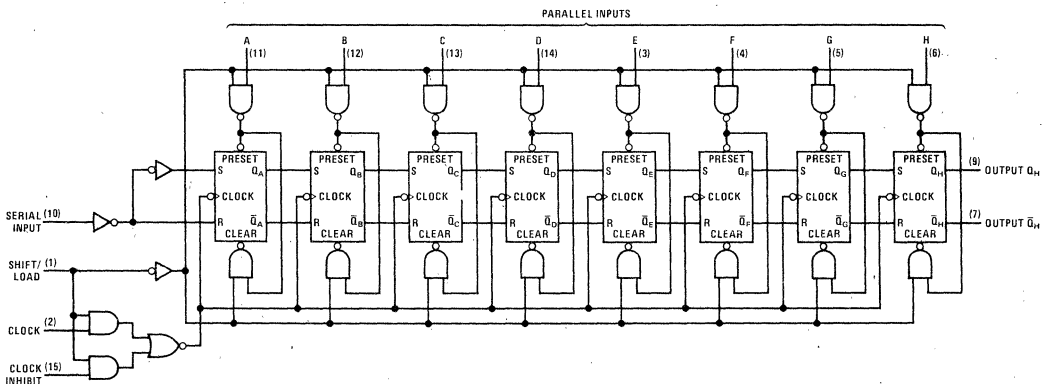 PARALLEL INPUTS
A B C D E F G H
(11) (12) (13) (14) (3) (4) (5) (6)
PRESET PRESET PRESET PRESET PRESET PRESET PRESET PRESET
S Q_A S Q_B S Q_C S Q_D S Q_E S Q_F S Q_G S Q_H (9) OUTPUT Q_H
CLOCK CLOCK CLOCK CLOCK CLOCK CLOCK CLOCK CLOCK
SERIAL (10)
INPUT
R Q̅_A R Q̅_B R Q̅_C R Q̅_D R Q̅_E R Q̅_F R Q̅_G R Q̅_H (7) OUTPUT Q̅_H
CLEAR CLEAR CLEAR CLEAR CLEAR CLEAR CLEAR CLEAR
SHIFT/ (1)
LOAD
CLOCK (2)
CLOCK (15)
INHIBIT